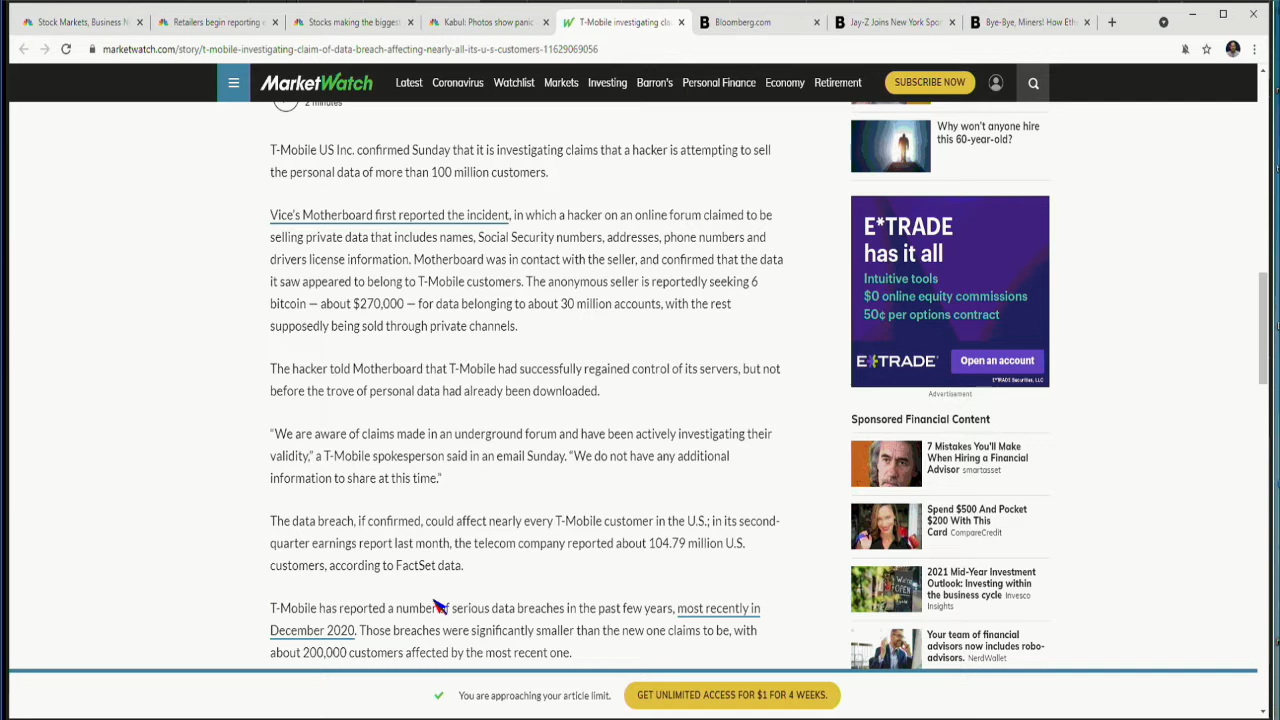 Stock Markets, Business N
Retailers begin reporting e
Stocks making the biggest
Kabul: Photos show panic
T-Mobile investigating cla
Bloomberg.com
Jay-Z Joins New York Spor
Bye-Bye, Miners! How Eth
marketwatch.com/story/t-mobile-investigating-claim-of-data-breach-affecting-nearly-all-its-u-s-customers-11629069056
MarketWatch
Latest
Coronavirus
Watchlist
Markets
Investing
Barron's
Personal Finance
Economy
Retirement
SUBSCRIBE NOW
2 minutes
T-Mobile US Inc. confirmed Sunday that it is investigating claims that a hacker is attempting to sell
the personal data of more than 100 million customers.
Vice's Motherboard first reported the incident, in which a hacker on an online forum claimed to be
selling private data that includes names, Social Security numbers, addresses, phone numbers and
drivers license information. Motherboard was in contact with the seller, and confirmed that the data
it saw appeared to belong to T-Mobile customers. The anonymous seller is reportedly seeking 6
bitcoin — about $270,000 — for data belonging to about 30 million accounts, with the rest
supposedly being sold through private channels.
The hacker told Motherboard that T-Mobile had successfully regained control of its servers, but not
before the trove of personal data had already been downloaded.
“We are aware of claims made in an underground forum and have been actively investigating their
validity,” a T-Mobile spokesperson said in an email Sunday. “We do not have any additional
information to share at this time.”
The data breach, if confirmed, could affect nearly every T-Mobile customer in the U.S.; in its second-
quarter earnings report last month, the telecom company reported about 104.79 million U.S.
customers, according to FactSet data.
T-Mobile has reported a number of serious data breaches in the past few years, most recently in
December 2020. Those breaches were significantly smaller than the new one claims to be, with
about 200,000 customers affected by the most recent one.
Why won't anyone hire
this 60-year-old?
E*TRADE
has it all
Intuitive tools
$0 online equity commissions
50¢ per options contract
E*TRADE
Open an account
E*TRADE Securities, LLC
Advertisement
Sponsored Financial Content
7 Mistakes You'll Make
When Hiring a Financial
Advisor smartasset
Spend $500 And Pocket
$200 With This
Card CompareCredit
2021 Mid-Year Investment
Outlook: Investing within
the business cycle Invesco
Insights
Your team of financial
advisors now includes robo-
advisors. NerdWallet
You are approaching your article limit.
GET UNLIMITED ACCESS FOR $1 FOR 4 WEEKS.